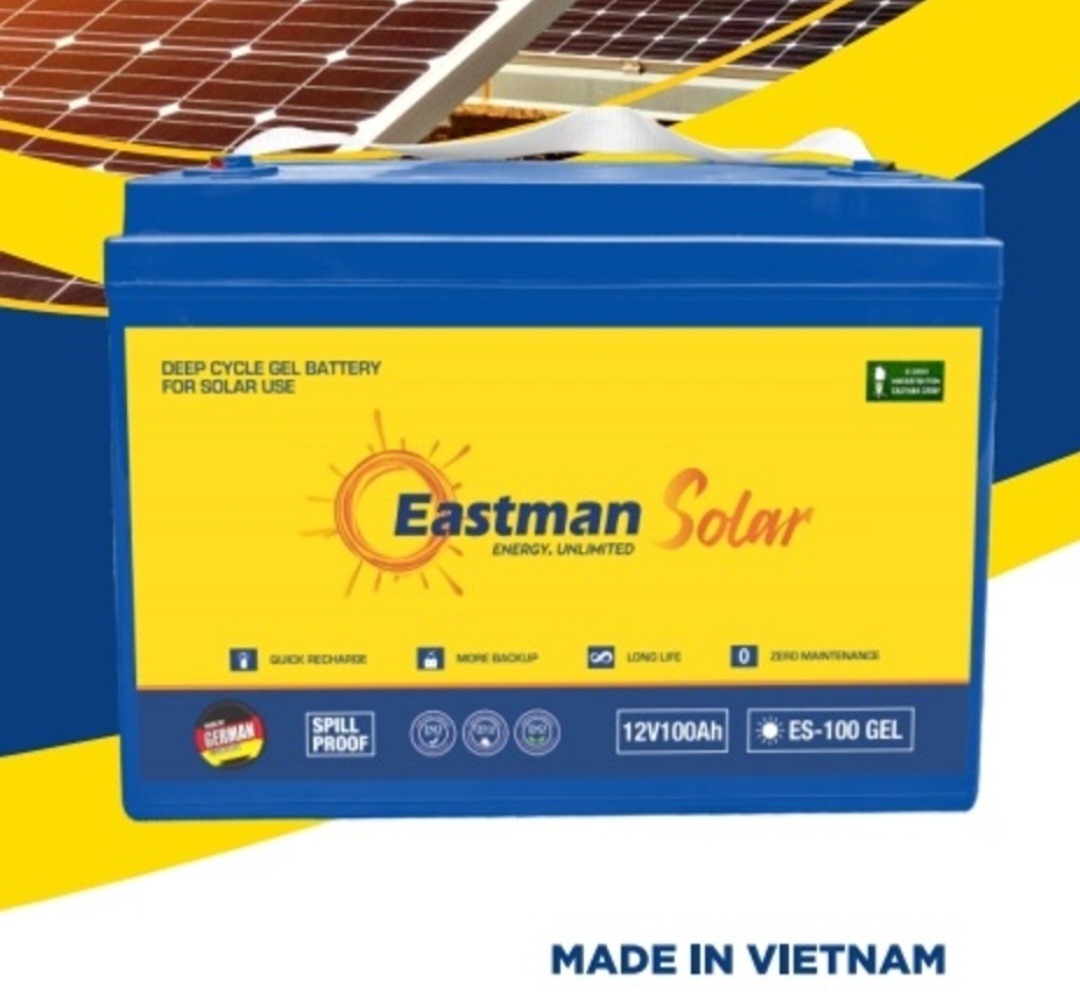 DEEP CYCLE GEL BATTERY
FOR SOLAR USE
Eastman Solar
ENERGY. UNLIMITED
QUICK RECHARGE
MORE BACKUP
LONG LIFE
ZERO MAINTENANCE
GERMAN
SPILL
PROOF
12V100Ah
ES-100 GEL
MADE IN VIETNAM